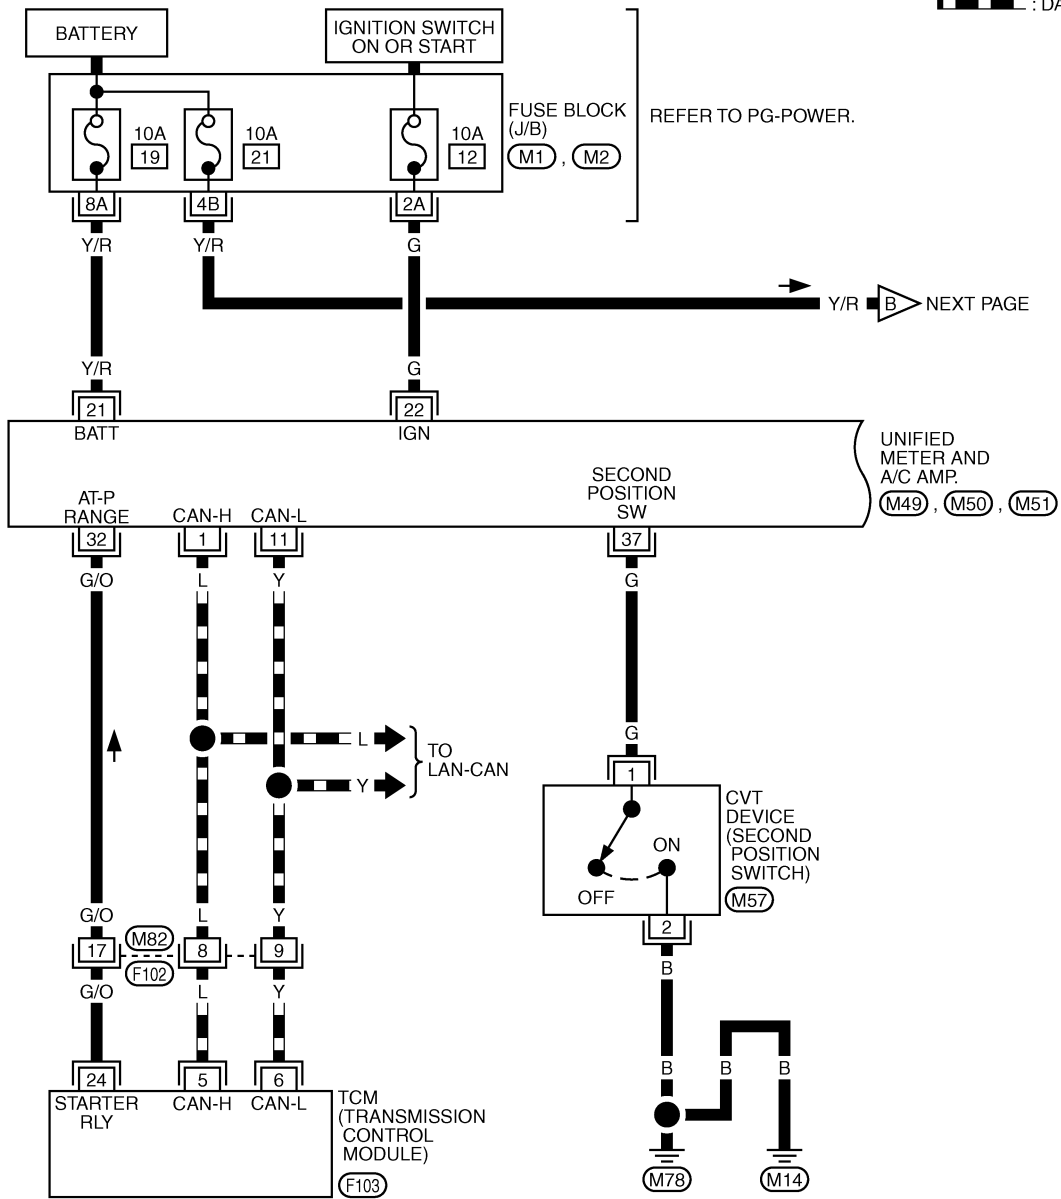 : DA
BATTERY
IGNITION SWITCH
ON OR START
10A
19
10A
21
10A
12
FUSE BLOCK
(J/B)
M1 , M2
REFER TO PG-POWER.
8A
4B
2A
Y/R
Y/R
G
Y/R
B
NEXT PAGE
Y/R
G
21
22
BATT
IGN
UNIFIED
METER AND
A/C AMP.
M49 , M50 , M51
AT-P
RANGE
CAN-H
CAN-L
SECOND
POSITION
SW
32
1
11
37
G/O
L
Y
G
L
Y
TO
LAN-CAN
G
1
CVT
DEVICE
(SECOND
POSITION
SWITCH)
M57
ON
OFF
2
G/O
L
Y
17
M82
F102
8
9
G/O
L
Y
B
B
B
B
24
5
6
STARTER
RLY
CAN-H
CAN-L
TCM
(TRANSMISSION
CONTROL
MODULE)
F103
M78
M14